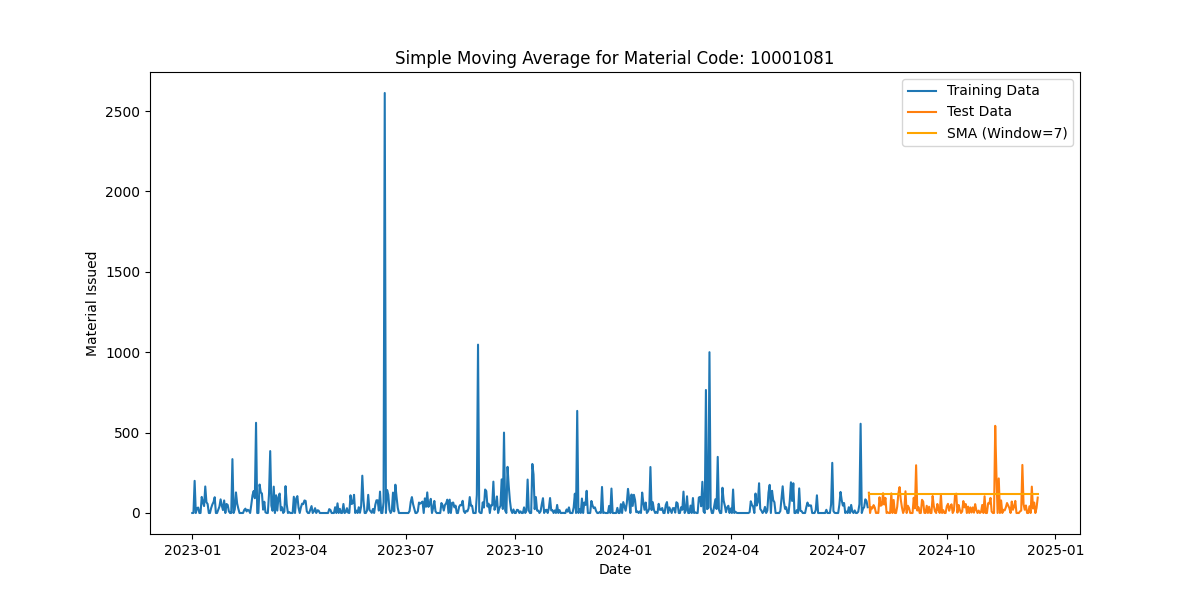 Simple Moving Average for Material Code: 10001081
Training Data
Test Data
SMA (Window=7)
Material Issued
2500
2000
1500
1000
500
0
2023-01 2023-04 2023-07 2023-10 2024-01 2024-04 2024-07 2024-10 2025-01
Date